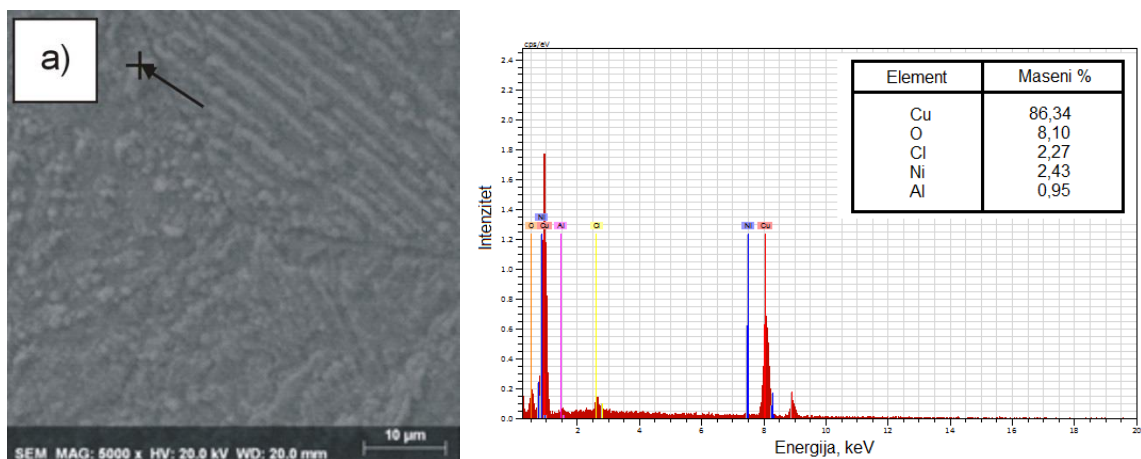 a)
SEM MAG: 5000 x HV: 20.0 kV WD: 20.0 mm
10 µm
cps/eV
2.4
2.2
2.0
1.8
1.6
1.4
1.2
1.0
0.8
0.6
0.4
0.2
0.0
Intenzitet
Ni
O Cu Al Cl Ni Cu
2 4 6 8 10 12 14 16 18 20
Energija, keV
Element Maseni %
Cu 86,34
O 8,10
Cl 2,27
Ni 2,43
Al 0,95